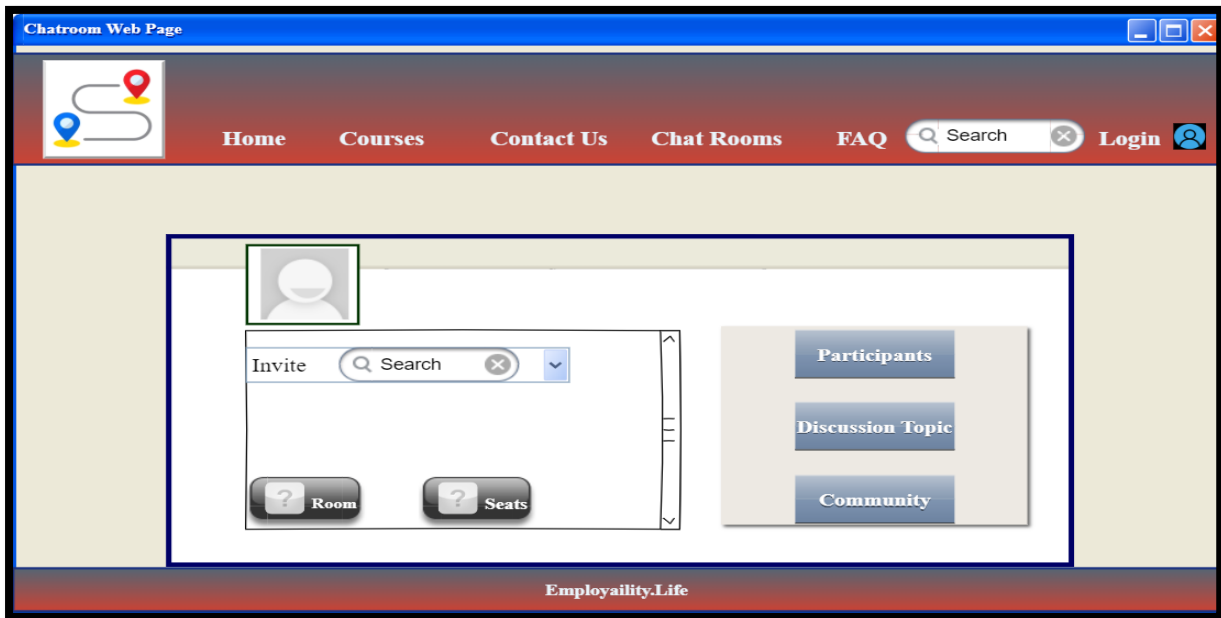 Chatroom Web Page
Home Courses Contact Us Chat Rooms FAQ Search Login
Invite Search
Participants
Discussion Topic
? Room ? Seats
Community
Employaility.Life